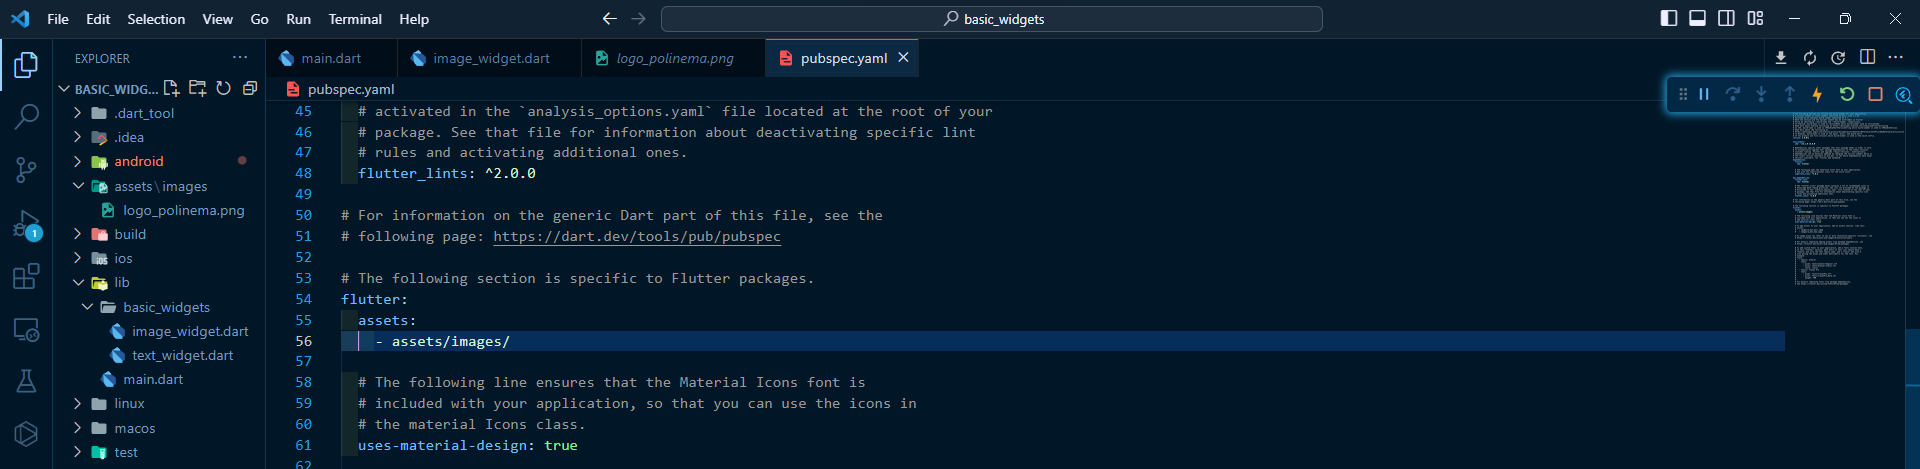 File Edit Selection View Go Run Terminal Help
basic_widgets
EXPLORER
main.dart
image_widget.dart
logo_polinema.png
pubspec.yaml
BASIC_WIDG...
.dart_tool
.idea
android
assets\images
logo_polinema.png
build
ios
lib
basic_widgets
image_widget.dart
text_widget.dart
main.dart
linux
macos
test
1
pubspec.yaml
45 # activated in the `analysis_options.yaml` file located at the root of your
46 # package. See that file for information about deactivating specific lint
47 # rules and activating additional ones.
48 flutter_lints: ^2.0.0
49
50 # For information on the generic Dart part of this file, see the
51 # following page: https://dart.dev/tools/pub/pubspec
52
53 # The following section is specific to Flutter packages.
54 flutter:
55 assets:
56 - assets/images/
57
58 # The following line ensures that the Material Icons font is
59 # included with your application, so that you can use the icons in
60 # the material Icons class.
61 uses-material-design: true
62